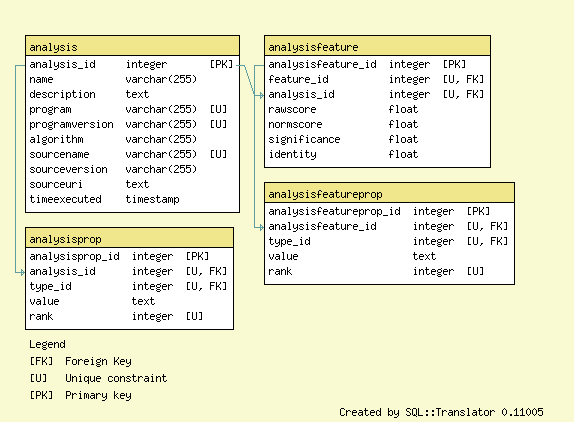 analysis
analysis_id integer [PK]
name varchar(255)
description text
program varchar(255) [U]
programversion varchar(255) [U]
algorithm varchar(255)
sourcename varchar(255) [U]
sourceversion varchar(255)
sourceuri text
timeexecuted timestamp
analysisfeature
analysisfeature_id integer [PK]
feature_id integer [U, FK]
analysis_id integer [U, FK]
rawscore float
normscore float
significance float
identity float
analysisfeatureprop
analysisfeatureprop_id integer [PK]
analysisfeature_id integer [U, FK]
type_id integer [U, FK]
value text
rank integer [U]
analysisprop
analysisprop_id integer [PK]
analysis_id integer [U, FK]
type_id integer [U, FK]
value text
rank integer [U]
Legend
[FK] Foreign Key
[U] Unique constraint
[PK] Primary key
Created by SQL::Translator 0.11005